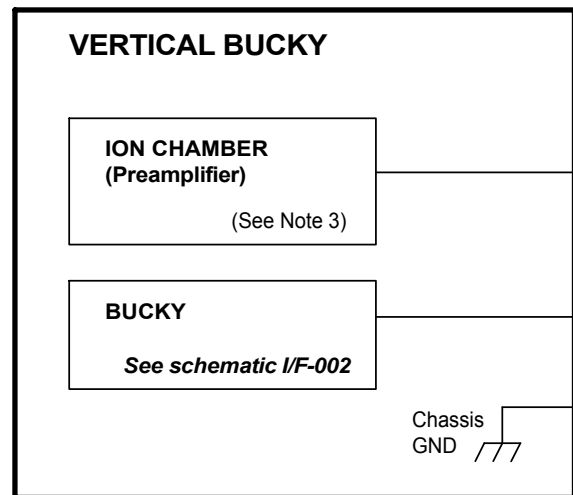 VERTICAL BUCKY
ION CHAMBER
(Preamplifier)
(See Note 3)
BUCKY
See schematic I/F-002
Chassis
GND